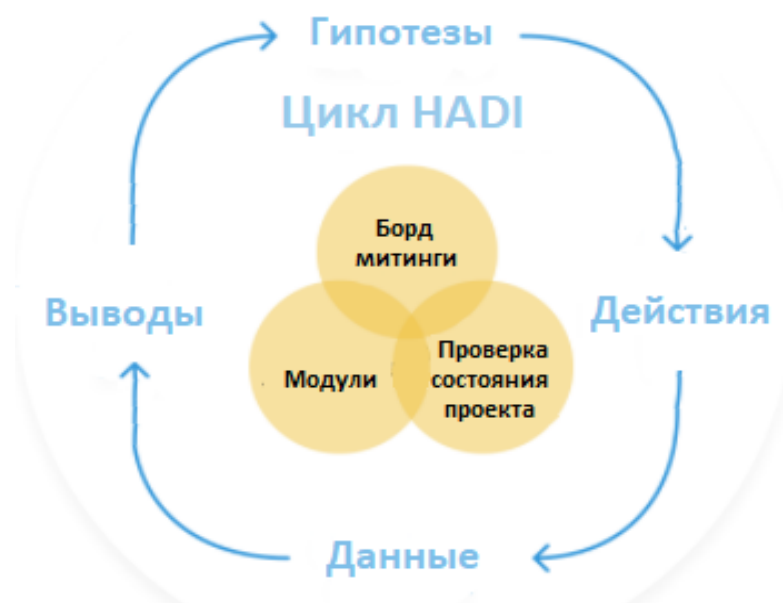 Гипотезы
Цикл HADI
Борд
митинги
Выводы
Действия
Модули
Проверка
состояния
проекта
Данные